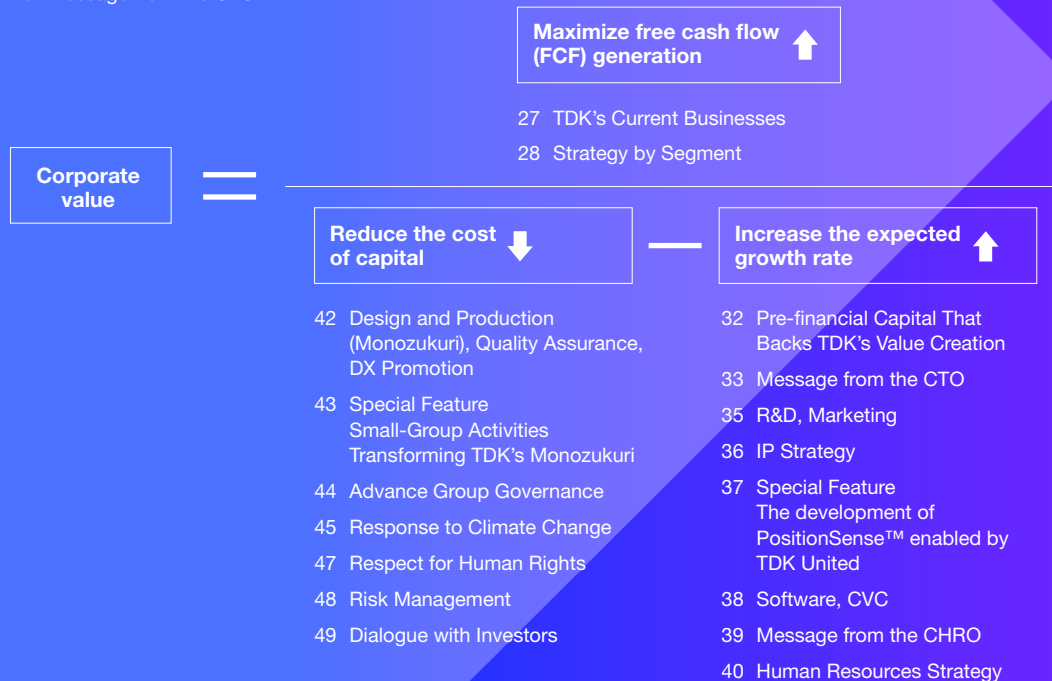 Maximize free cash flow
(FCF) generation
27 TDK's Current Businesses
28 Strategy by Segment
Corporate
value
Reduce the cost
of capital
Increase the expected
growth rate
42 Design and Production
(Monozukuri), Quality Assurance,
DX Promotion
43 Special Feature
Small-Group Activities
Transforming TDK's Monozukuri
44 Advance Group Governance
45 Response to Climate Change
47 Respect for Human Rights
48 Risk Management
49 Dialogue with Investors
32 Pre-financial Capital That
Backs TDK's Value Creation
33 Message from the CTO
35 R&D, Marketing
36 IP Strategy
37 Special Feature
The development of
PositionSense™ enabled by
TDK United
38 Software, CVC
39 Message from the CHRO
40 Human Resources Strategy